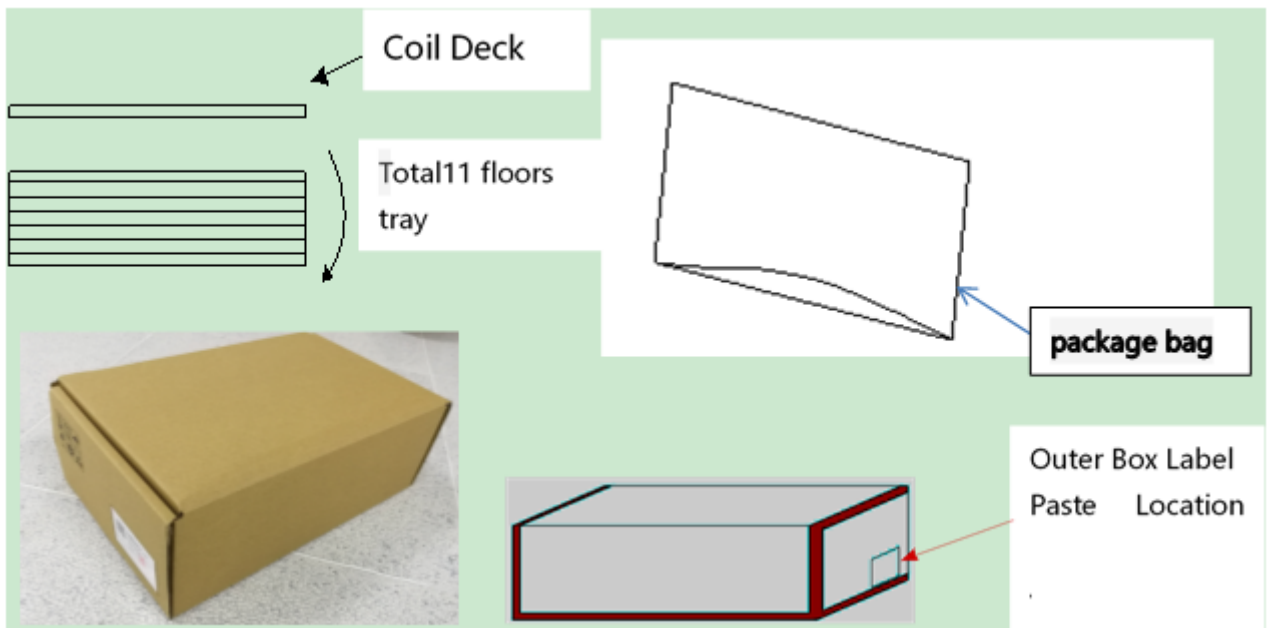 Coil Deck
Total11 floors
tray
package bag
Outer Box Label
Paste Location